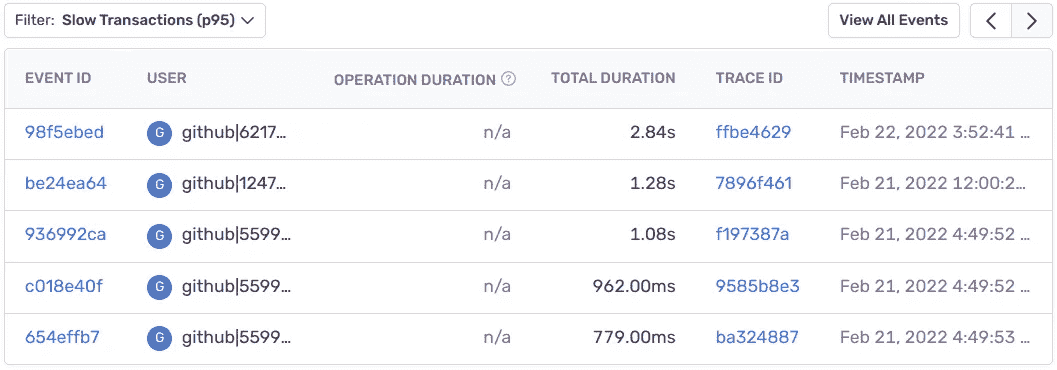 Filter: Slow Transactions (p95) View All Events
EVENT ID USER OPERATION DURATION ? TOTAL DURATION TRACE ID TIMESTAMP
98f5ebed G github|6217... n/a 2.84s ffbe4629 Feb 22, 2022 3:52:41 ...
be24ea64 G github|1247... n/a 1.28s 7896f461 Feb 21, 2022 12:00:2...
936992ca G github|5599... n/a 1.08s f197387a Feb 21, 2022 4:49:52 ...
c018e40f G github|5599... n/a 962.00ms 9585b8e3 Feb 21, 2022 4:49:52 ...
654effb7 G github|5599... n/a 779.00ms ba324887 Feb 21, 2022 4:49:53 ...